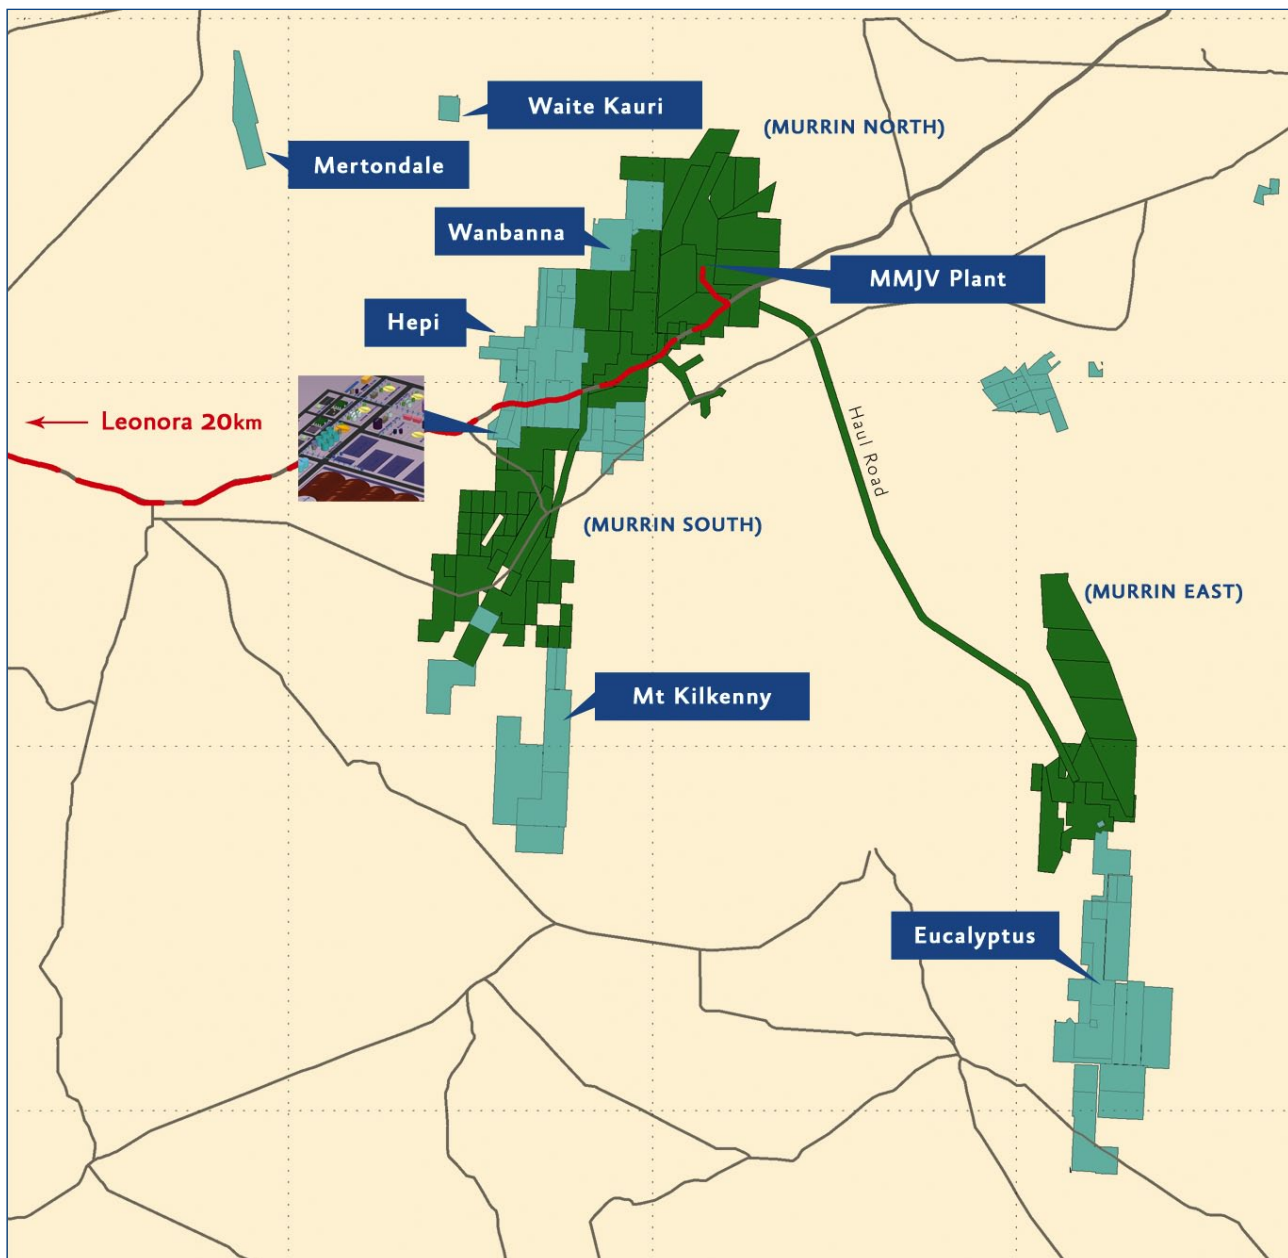 Waite Kauri
(MURRIN NORTH)
Mertondale
Wanbanna
MMJV Plant
Hepi
Leonora 20km
Haul Road
(MURRIN SOUTH)
(MURRIN EAST)
Mt Kilkenny
Eucalyptus